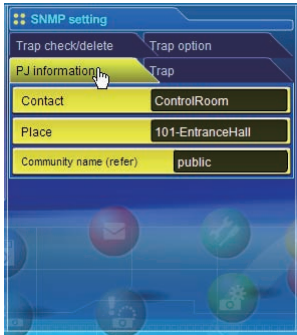 SNMP setting
Trap check/delete Trap option
PJ information Trap
Contact ControlRoom
Place 101-EntranceHall
Community name (refer) public